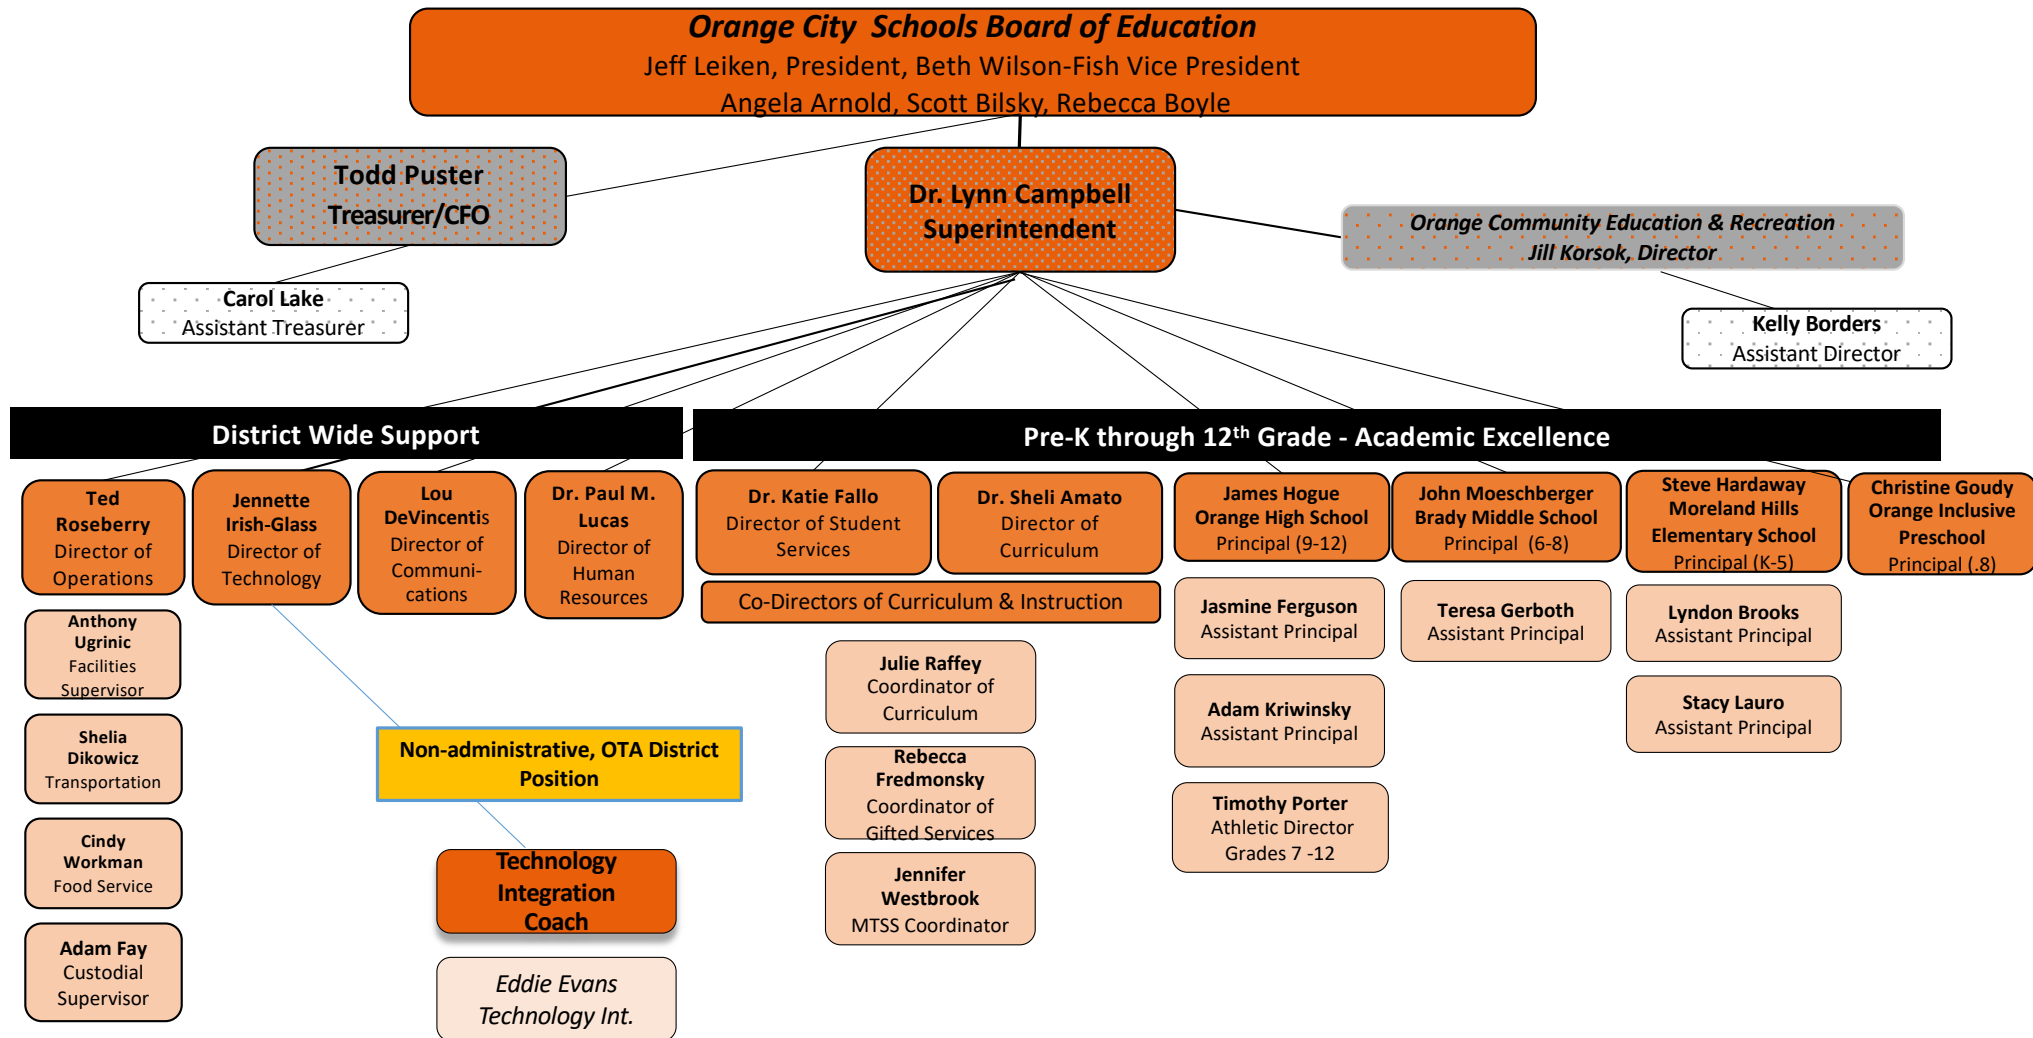 Orange City Schools Board of Education
Jeff Leiken, President, Beth Wilson-Fish Vice President
Angela Arnold, Scott Bilsky, Rebecca Boyle
Todd Puster
Treasurer/CFO
Dr. Lynn Campbell
Superintendent
Orange Community Education & Recreation
Jill Korsok, Director
Carol Lake
Assistant Treasurer
Kelly Borders
Assistant Director
District Wide Support
Pre-K through 12th Grade - Academic Excellence
Ted
Roseberry
Director of
Operations
Jennette
Irish-Glass
Director of
Technology
Lou
DeVincentis
Director of
Communi-
cations
Dr. Paul M.
Lucas
Director of
Human
Resources
Dr. Katie Fallo
Director of Student
Services
Dr. Sheli Amato
Director of
Curriculum
James Hogue
Orange High School
Principal (9-12)
John Moeschberger
Brady Middle School
Principal (6-8)
Steve Hardaway
Moreland Hills
Elementary School
Principal (K-5)
Christine Goudy
Orange Inclusive
Preschool
Principal (.8)
Co-Directors of Curriculum & Instruction
Anthony
Ugrinic
Facilities
Supervisor
Shelia
Dikowicz
Transportation
Cindy
Workman
Food Service
Adam Fay
Custodial
Supervisor
Non-administrative, OTA District
Position
Technology
Integration
Coach
Eddie Evans
Technology Int.
Julie Raffey
Coordinator of
Curriculum
Rebecca
Fredmonsky
Coordinator of
Gifted Services
Jennifer
Westbrook
MTSS Coordinator
Jasmine Ferguson
Assistant Principal
Adam Kriwinsky
Assistant Principal
Timothy Porter
Athletic Director
Grades 7 -12
Teresa Gerboth
Assistant Principal
Lyndon Brooks
Assistant Principal
Stacy Lauro
Assistant Principal